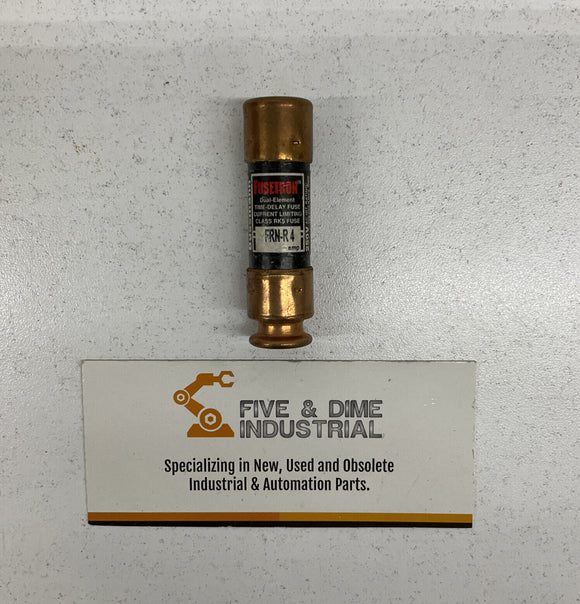 FUSETRON™
Dual-Element
TIME-DELAY FUSE
CURRENT LIMITING
CLASS RK5 FUSE
FRN-R 4
amp
FIVE & DIME
INDUSTRIAL
Specializing in New, Used and Obsolete
Industrial & Automation Parts.